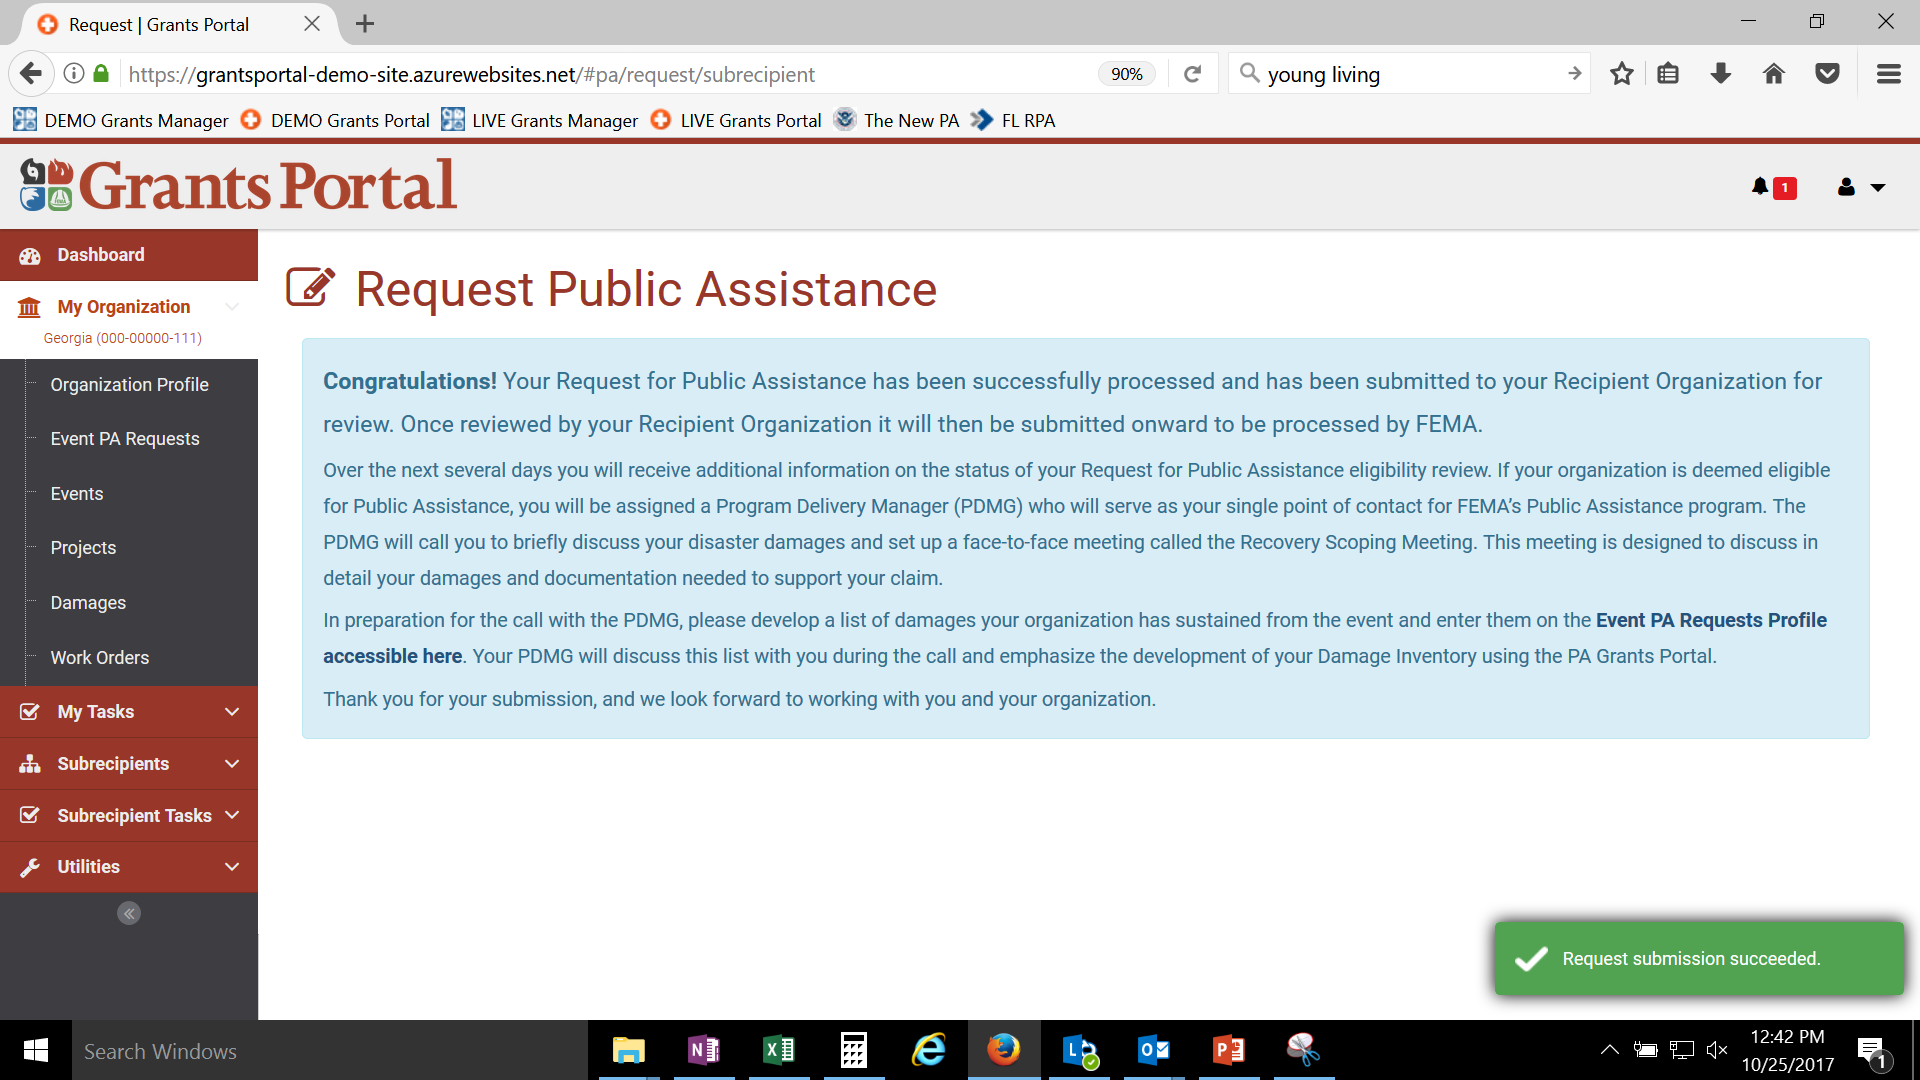 Request | Grants Portal
https://grantsportal-demo-site.azurewebsites.net/#pa/request/subrecipient
90%
young living
DEMO Grants Manager
DEMO Grants Portal
LIVE Grants Manager
LIVE Grants Portal
The New PA
FL RPA
Grants Portal
1
Dashboard
My Organization
Georgia (000-00000-111)
Organization Profile
Event PA Requests
Events
Projects
Damages
Work Orders
My Tasks
Subrecipients
Subrecipient Tasks
Utilities
Request Public Assistance
Congratulations! Your Request for Public Assistance has been successfully processed and has been submitted to your Recipient Organization for
review. Once reviewed by your Recipient Organization it will then be submitted onward to be processed by FEMA.
Over the next several days you will receive additional information on the status of your Request for Public Assistance eligibility review. If your organization is deemed eligible
for Public Assistance, you will be assigned a Program Delivery Manager (PDMG) who will serve as your single point of contact for FEMA's Public Assistance program. The
PDMG will call you to briefly discuss your disaster damages and set up a face-to-face meeting called the Recovery Scoping Meeting. This meeting is designed to discuss in
detail your damages and documentation needed to support your claim.
In preparation for the call with the PDMG, please develop a list of damages your organization has sustained from the event and enter them on the Event PA Requests Profile
accessible here. Your PDMG will discuss this list with you during the call and emphasize the development of your Damage Inventory using the PA Grants Portal.
Thank you for your submission, and we look forward to working with you and your organization.
Request submission succeeded.
Search Windows
12:42 PM
10/25/2017
1